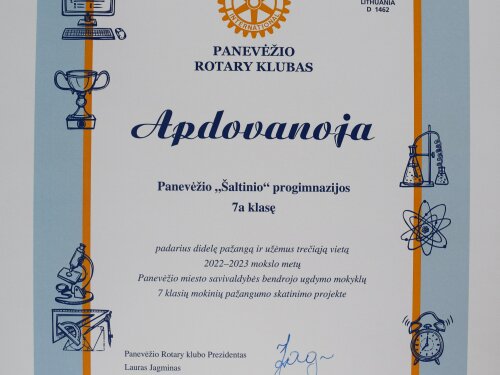 INTERNATIONAL
LITHUANIA
D 1462
PANEVĖŽIO
ROTARY KLUBAS
Apdovanoja
Panevėžio „Šaltinio“ progimnazijos
7a klasę
padarius didelę pažangą ir užėmus trečiąją vietą
2022–2023 mokslo metų
Panevėžio miesto savivaldybės bendrojo ugdymo mokyklų
7 klasių mokinių pažangumo skatinimo projekte
Panevėžio Rotary klubo Prezidentas
Lauras Jagminas